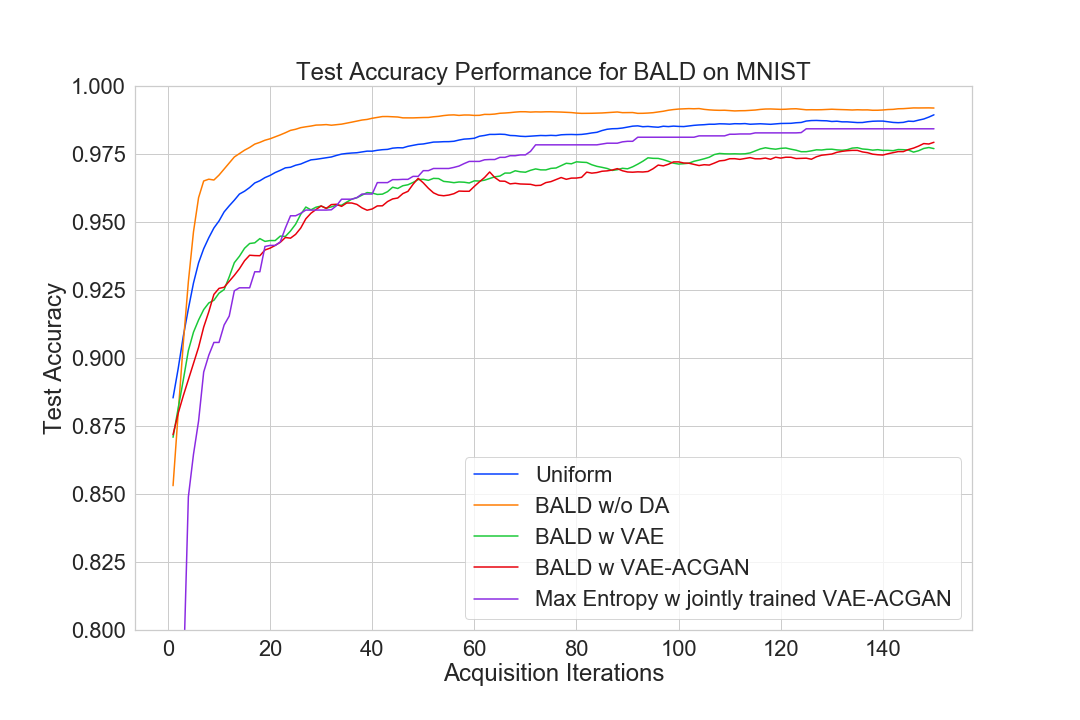 Test Accuracy Performance for BALD on MNIST
1.000
0.975
0.950
0.925
0.900
0.875
0.850
0.825
0.800
Test Accuracy
Uniform
BALD w/o DA
BALD w VAE
BALD w VAE-ACGAN
Max Entropy w jointly trained VAE-ACGAN
0 20 40 60 80 100 120 140
Acquisition Iterations